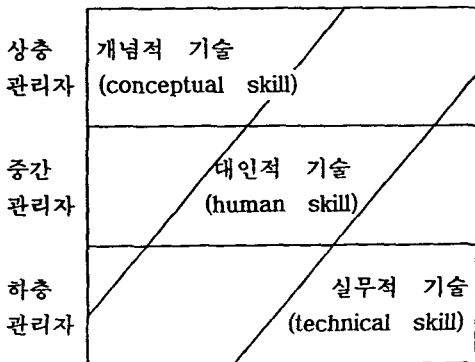 상층 개념적 기술
관리자 (conceptual skill)
중간 대인적 기술
관리자 (human skill)
하층 실무적 기술
관리자 (technical skill)